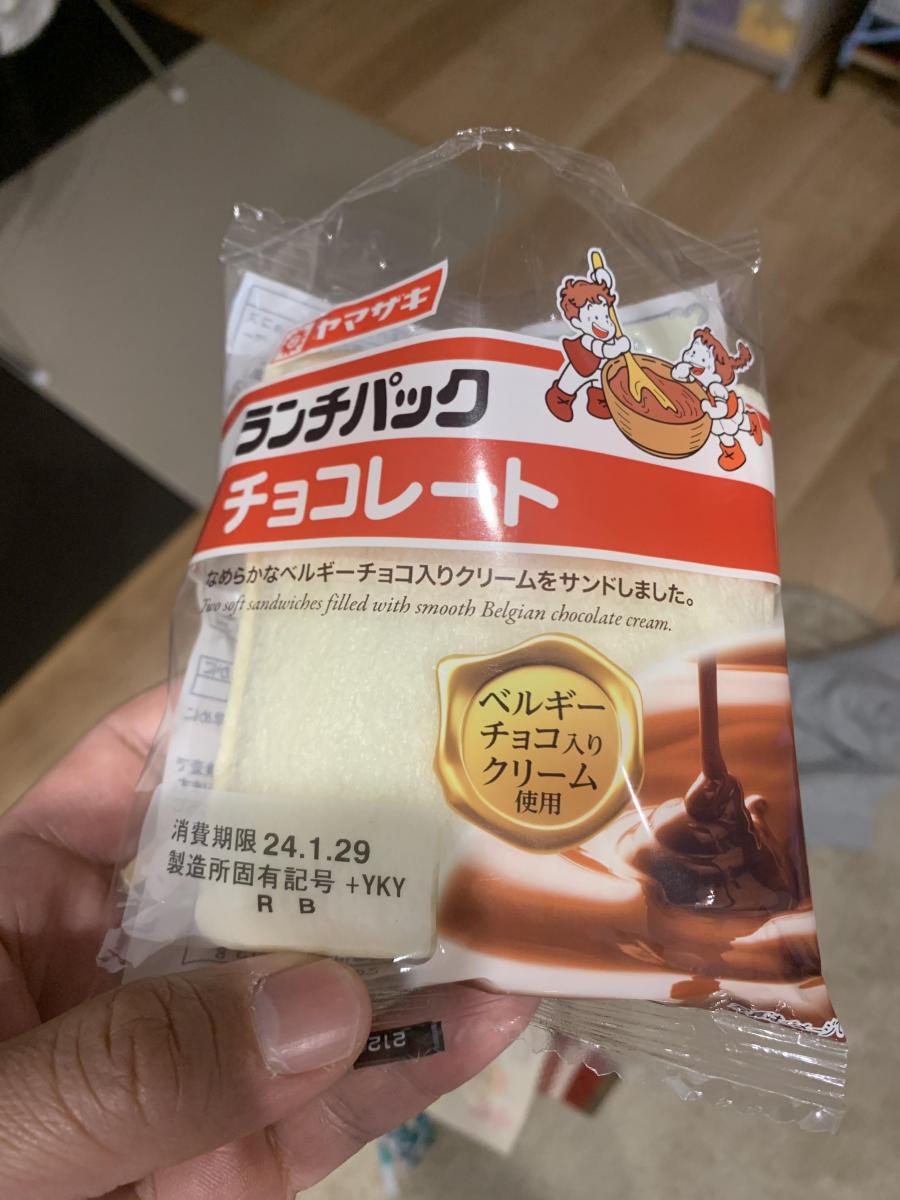 ヤマザキ
ランチパック
チョコレート
なめらかなベルギーチョコ入りクリームをサンドしました。
Two soft sandwiches filled with smooth Belgian chocolate cream.
ベルギー
チョコ入り
クリーム
使用
消費期限 24.1.29
製造所固有記号 +YKY
R B